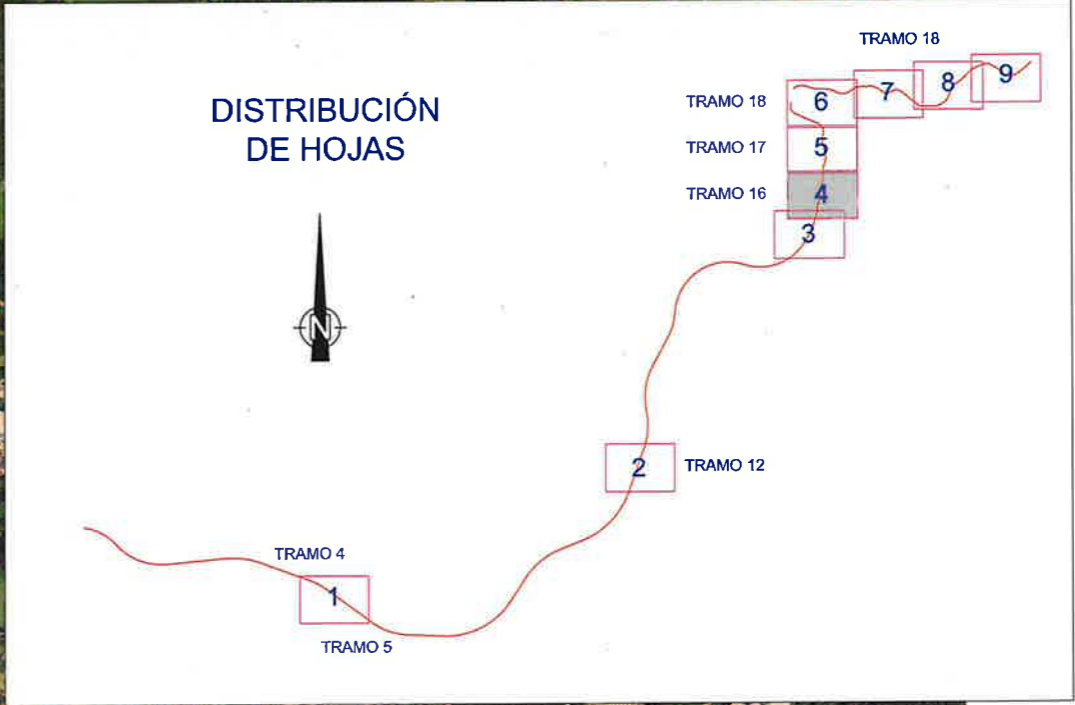 DISTRIBUCIÓN
DE HOJAS
N
TRAMO 18
TRAMO 18
6
7
8
9
TRAMO 17
5
TRAMO 16
4
3
2
TRAMO 12
TRAMO 4
1
TRAMO 5